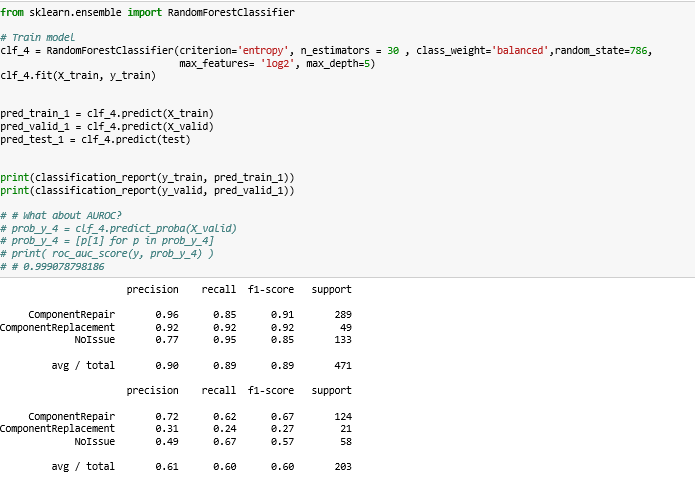 from sklearn.ensemble import RandomForestClassifier
# Train model
clf_4 = RandomForestClassifier(criterion='entropy', n_estimators = 30 , class_weight='balanced',random_state=786,
max_features= 'log2', max_depth=5)
clf_4.fit(X_train, y_train)
pred_train_1 = clf_4.predict(X_train)
pred_valid_1 = clf_4.predict(X_valid)
pred_test_1 = clf_4.predict(test)
print(classification_report(y_train, pred_train_1))
print(classification_report(y_valid, pred_valid_1))
# # What about AUROC?
# prob_y_4 = clf_4.predict_proba(X_valid)
# prob_y_4 = [p[1] for p in prob_y_4]
# print( roc_auc_score(y, prob_y_4) )
# # 0.999078798186
precision recall f1-score support
ComponentRepair 0.96 0.85 0.91 289
ComponentReplacement 0.92 0.92 0.92 49
NoIssue 0.77 0.95 0.85 133
avg / total 0.90 0.89 0.89 471
precision recall f1-score support
ComponentRepair 0.72 0.62 0.67 124
ComponentReplacement 0.31 0.24 0.27 21
NoIssue 0.49 0.67 0.57 58
avg / total 0.61 0.60 0.60 203